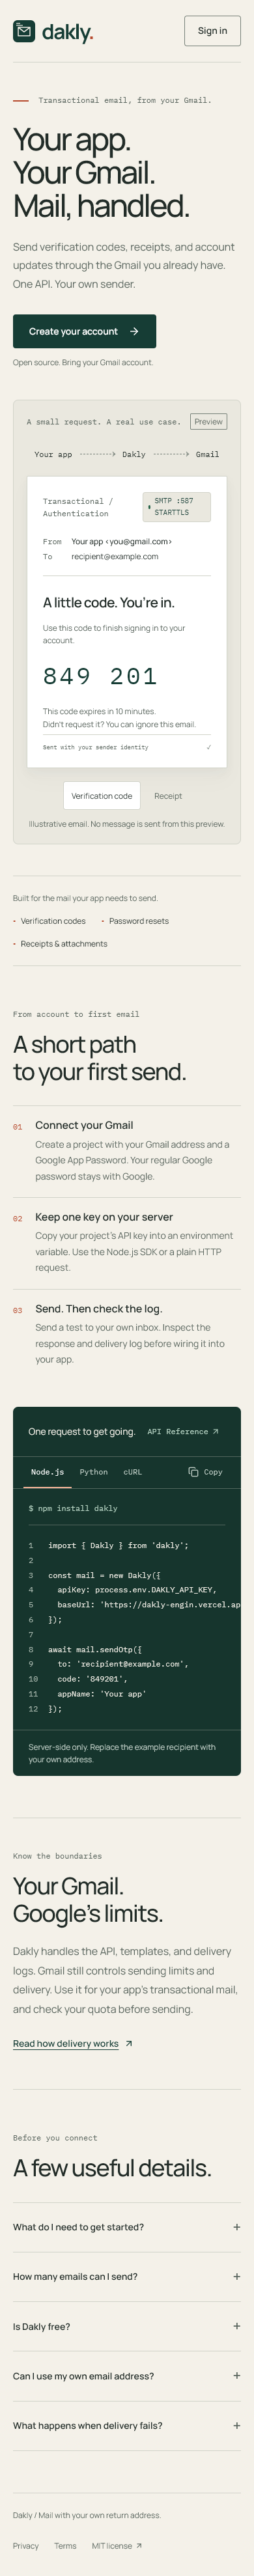 dakly.
Sign in
Transactional email, from your Gmail.
Your app.
Your Gmail.
Mail, handled.
Send verification codes, receipts, and account
updates through the Gmail you already have.
One API. Your own sender.
Create your account →
Open source. Bring your Gmail account.
A small request. A real use case.
Preview
Your app
Dakly
Gmail
Transactional /
Authentication
SMTP :587
STARTTLS
From Your app <you@gmail.com>
To recipient@example.com
A little code. You're in.
Use this code to finish signing in to your
account.
849 201
This code expires in 10 minutes.
Didn't request it? You can ignore this email.
Sent with your sender identity ✓
Verification code
Receipt
Illustrative email. No message is sent from this preview.
Built for the mail your app needs to send.
• Verification codes
• Password resets
• Receipts & attachments
From account to first email
A short path
to your first send.
01 Connect your Gmail
Create a project with your Gmail address and a
Google App Password. Your regular Google
password stays with Google.
02 Keep one key on your server
Copy your project's API key into an environment
variable. Use the Node.js SDK or a plain HTTP
request.
03 Send. Then check the log.
Send a test to your own inbox. Inspect the
response and delivery log before wiring it into
your app.
One request to get going.
API Reference ↗
Node.js
Python
cURL
Copy
$ npm install dakly
1 import { Dakly } from 'dakly';
2
3 const mail = new Dakly({
4 apiKey: process.env.DAKLY_API_KEY,
5 baseUrl: 'https://dakly-engin.vercel.ap
6 });
7
8 await mail.sendOtp({
9 to: 'recipient@example.com',
10 code: '849201',
11 appName: 'Your app'
12 });
Server-side only. Replace the example recipient with
your own address.
Know the boundaries
Your Gmail.
Google's limits.
Dakly handles the API, templates, and delivery
logs. Gmail still controls sending limits and
delivery. Use it for your app's transactional mail,
and check your quota before sending.
Read how delivery works ↗
Before you connect
A few useful details.
What do I need to get started? +
How many emails can I send? +
Is Dakly free? +
Can I use my own email address? +
What happens when delivery fails? +
Dakly / Mail with your own return address.
Privacy
Terms
MIT license ↗